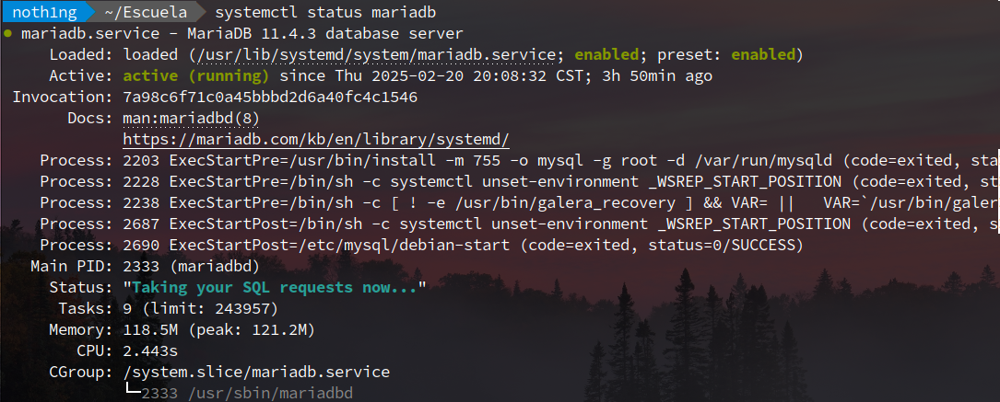 noth1ng ~/Escuela systemctl status mariadb
● mariadb.service - MariaDB 11.4.3 database server
Loaded: loaded (/usr/lib/systemd/system/mariadb.service; enabled; preset: enabled)
Active: active (running) since Thu 2025-02-20 20:08:32 CST; 3h 50min ago
Invocation: 7a98c6f71c0a45bbbd2d6a40fc4c1546
Docs: man:mariadbd(8)
https://mariadb.com/kb/en/library/systemd/
Process: 2203 ExecStartPre=/usr/bin/install -m 755 -o mysql -g root -d /var/run/mysqld (code=exited, sta
Process: 2228 ExecStartPre=/bin/sh -c systemctl unset-environment _WSREP_START_POSITION (code=exited, st
Process: 2238 ExecStartPre=/bin/sh -c [ ! -e /usr/bin/galera_recovery ] && VAR= || VAR=`/usr/bin/galer
Process: 2687 ExecStartPost=/bin/sh -c systemctl unset-environment _WSREP_START_POSITION (code=exited, s
Process: 2690 ExecStartPost=/etc/mysql/debian-start (code=exited, status=0/SUCCESS)
Main PID: 2333 (mariadbd)
Status: "Taking your SQL requests now..."
Tasks: 9 (limit: 243957)
Memory: 118.5M (peak: 121.2M)
CPU: 2.443s
CGroup: /system.slice/mariadb.service
└─2333 /usr/sbin/mariadbd